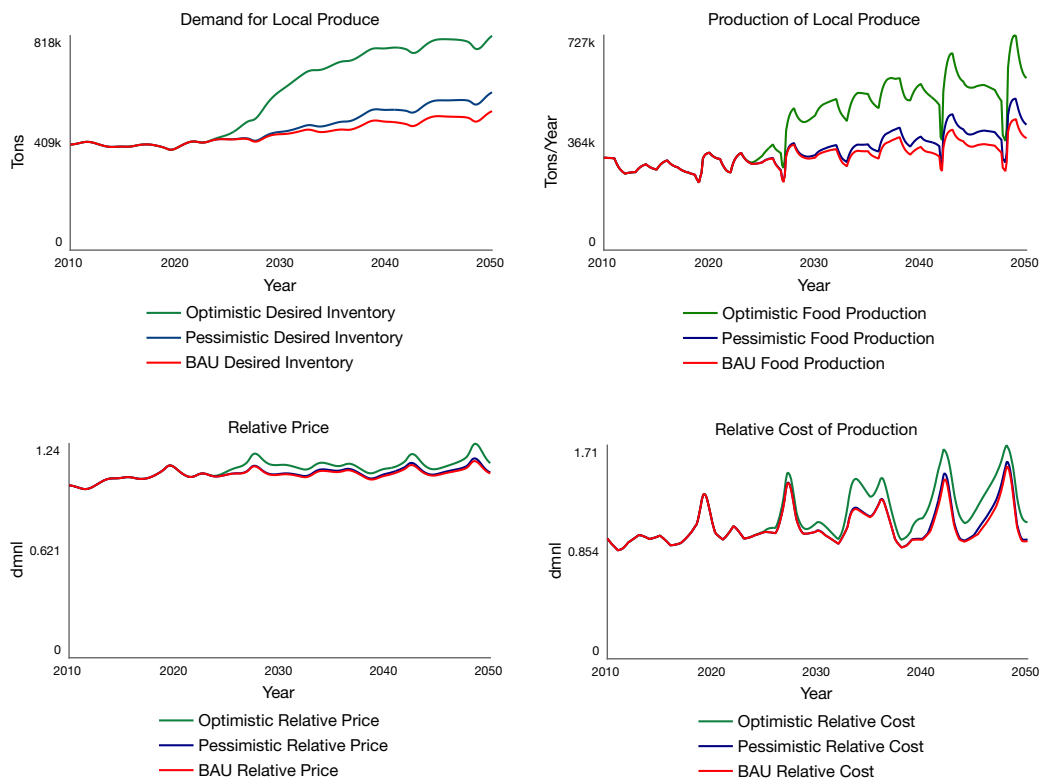 Demand for Local Produce
818k
409k
0
Tons
2010 2020 2030 2040 2050
Year
Optimistic Desired Inventory
Pessimistic Desired Inventory
BAU Desired Inventory
Production of Local Produce
727k
364k
0
Tons/Year
2010 2020 2030 2040 2050
Year
Optimistic Food Production
Pessimistic Food Production
BAU Food Production
Relative Price
1.24
0.621
0
dmnl
2010 2020 2030 2040 2050
Year
Optimistic Relative Price
Pessimistic Relative Price
BAU Relative Price
Relative Cost of Production
1.71
0.854
0
dmnl
2010 2020 2030 2040 2050
Year
Optimistic Relative Cost
Pessimistic Relative Cost
BAU Relative Cost